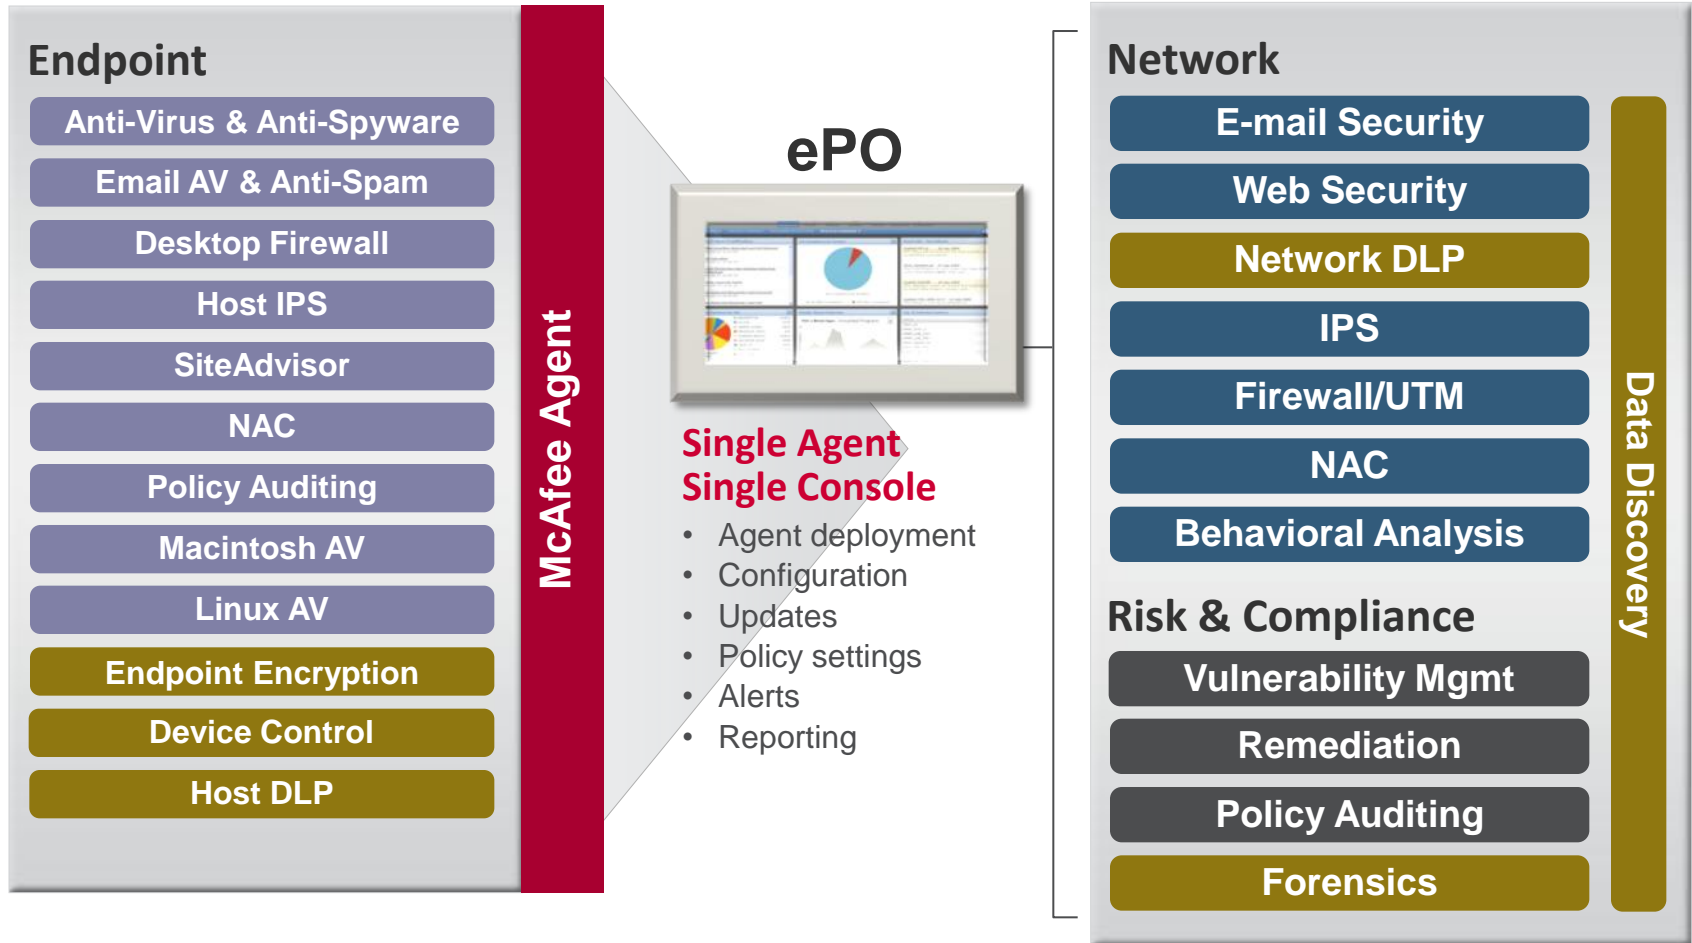 Endpoint
Anti-Virus & Anti-Spyware
Email AV & Anti-Spam
Desktop Firewall
Host IPS
SiteAdvisor
NAC
Policy Auditing
Macintosh AV
Linux AV
Endpoint Encryption
Device Control
Host DLP
McAfee Agent
ePO
Single Agent
Single Console
• Agent deployment
• Configuration
• Updates
• Policy settings
• Alerts
• Reporting
Network
E-mail Security
Web Security
Network DLP
IPS
Firewall/UTM
NAC
Behavioral Analysis
Risk & Compliance
Vulnerability Mgmt
Remediation
Policy Auditing
Forensics
Data Discovery